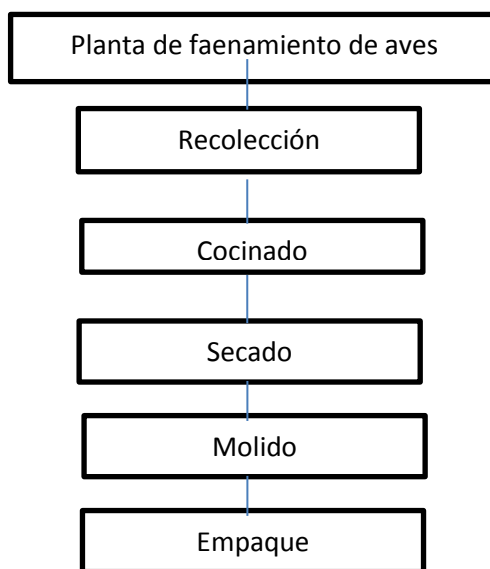 Planta de faenamiento de aves
Recolección
Cocinado
Secado
Molido
Empaque